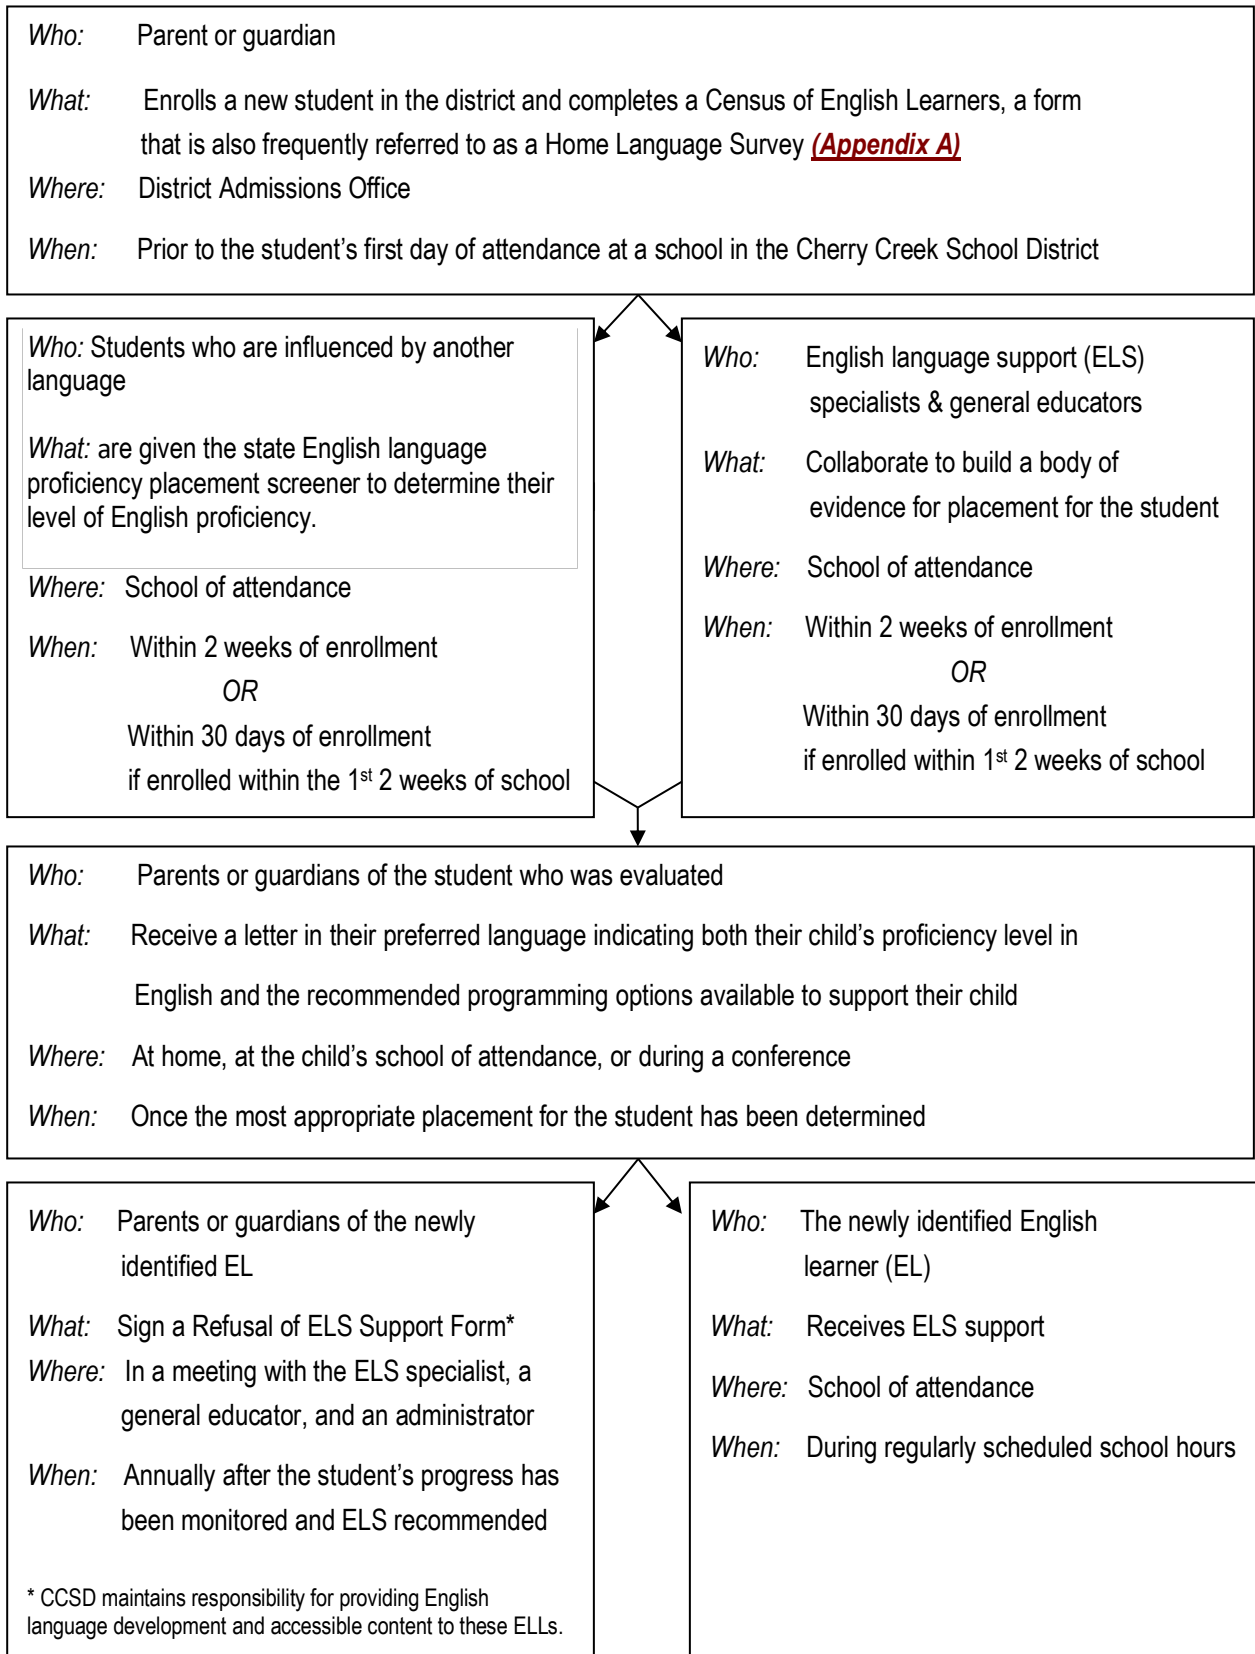 Who: Parent or guardian
What: Enrolls a new student in the district and completes a Census of English Learners, a form
that is also frequently referred to as a Home Language Survey (Appendix A)
Where: District Admissions Office
When: Prior to the student’s first day of attendance at a school in the Cherry Creek School District
Who: Students who are influenced by another
language
What: are given the state English language
proficiency placement screener to determine their
level of English proficiency.
Where: School of attendance
When: Within 2 weeks of enrollment
OR
Within 30 days of enrollment
if enrolled within the 1st 2 weeks of school
Who: English language support (ELS)
specialists & general educators
What: Collaborate to build a body of
evidence for placement for the student
Where: School of attendance
When: Within 2 weeks of enrollment
OR
Within 30 days of enrollment
if enrolled within 1st 2 weeks of school
Who: Parents or guardians of the student who was evaluated
What: Receive a letter in their preferred language indicating both their child’s proficiency level in
English and the recommended programming options available to support their child
Where: At home, at the child’s school of attendance, or during a conference
When: Once the most appropriate placement for the student has been determined
Who: Parents or guardians of the newly
identified EL
What: Sign a Refusal of ELS Support Form*
Where: In a meeting with the ELS specialist, a
general educator, and an administrator
When: Annually after the student’s progress has
been monitored and ELS recommended
* CCSD maintains responsibility for providing English
language development and accessible content to these ELLs.
Who: The newly identified English
learner (EL)
What: Receives ELS support
Where: School of attendance
When: During regularly scheduled school hours